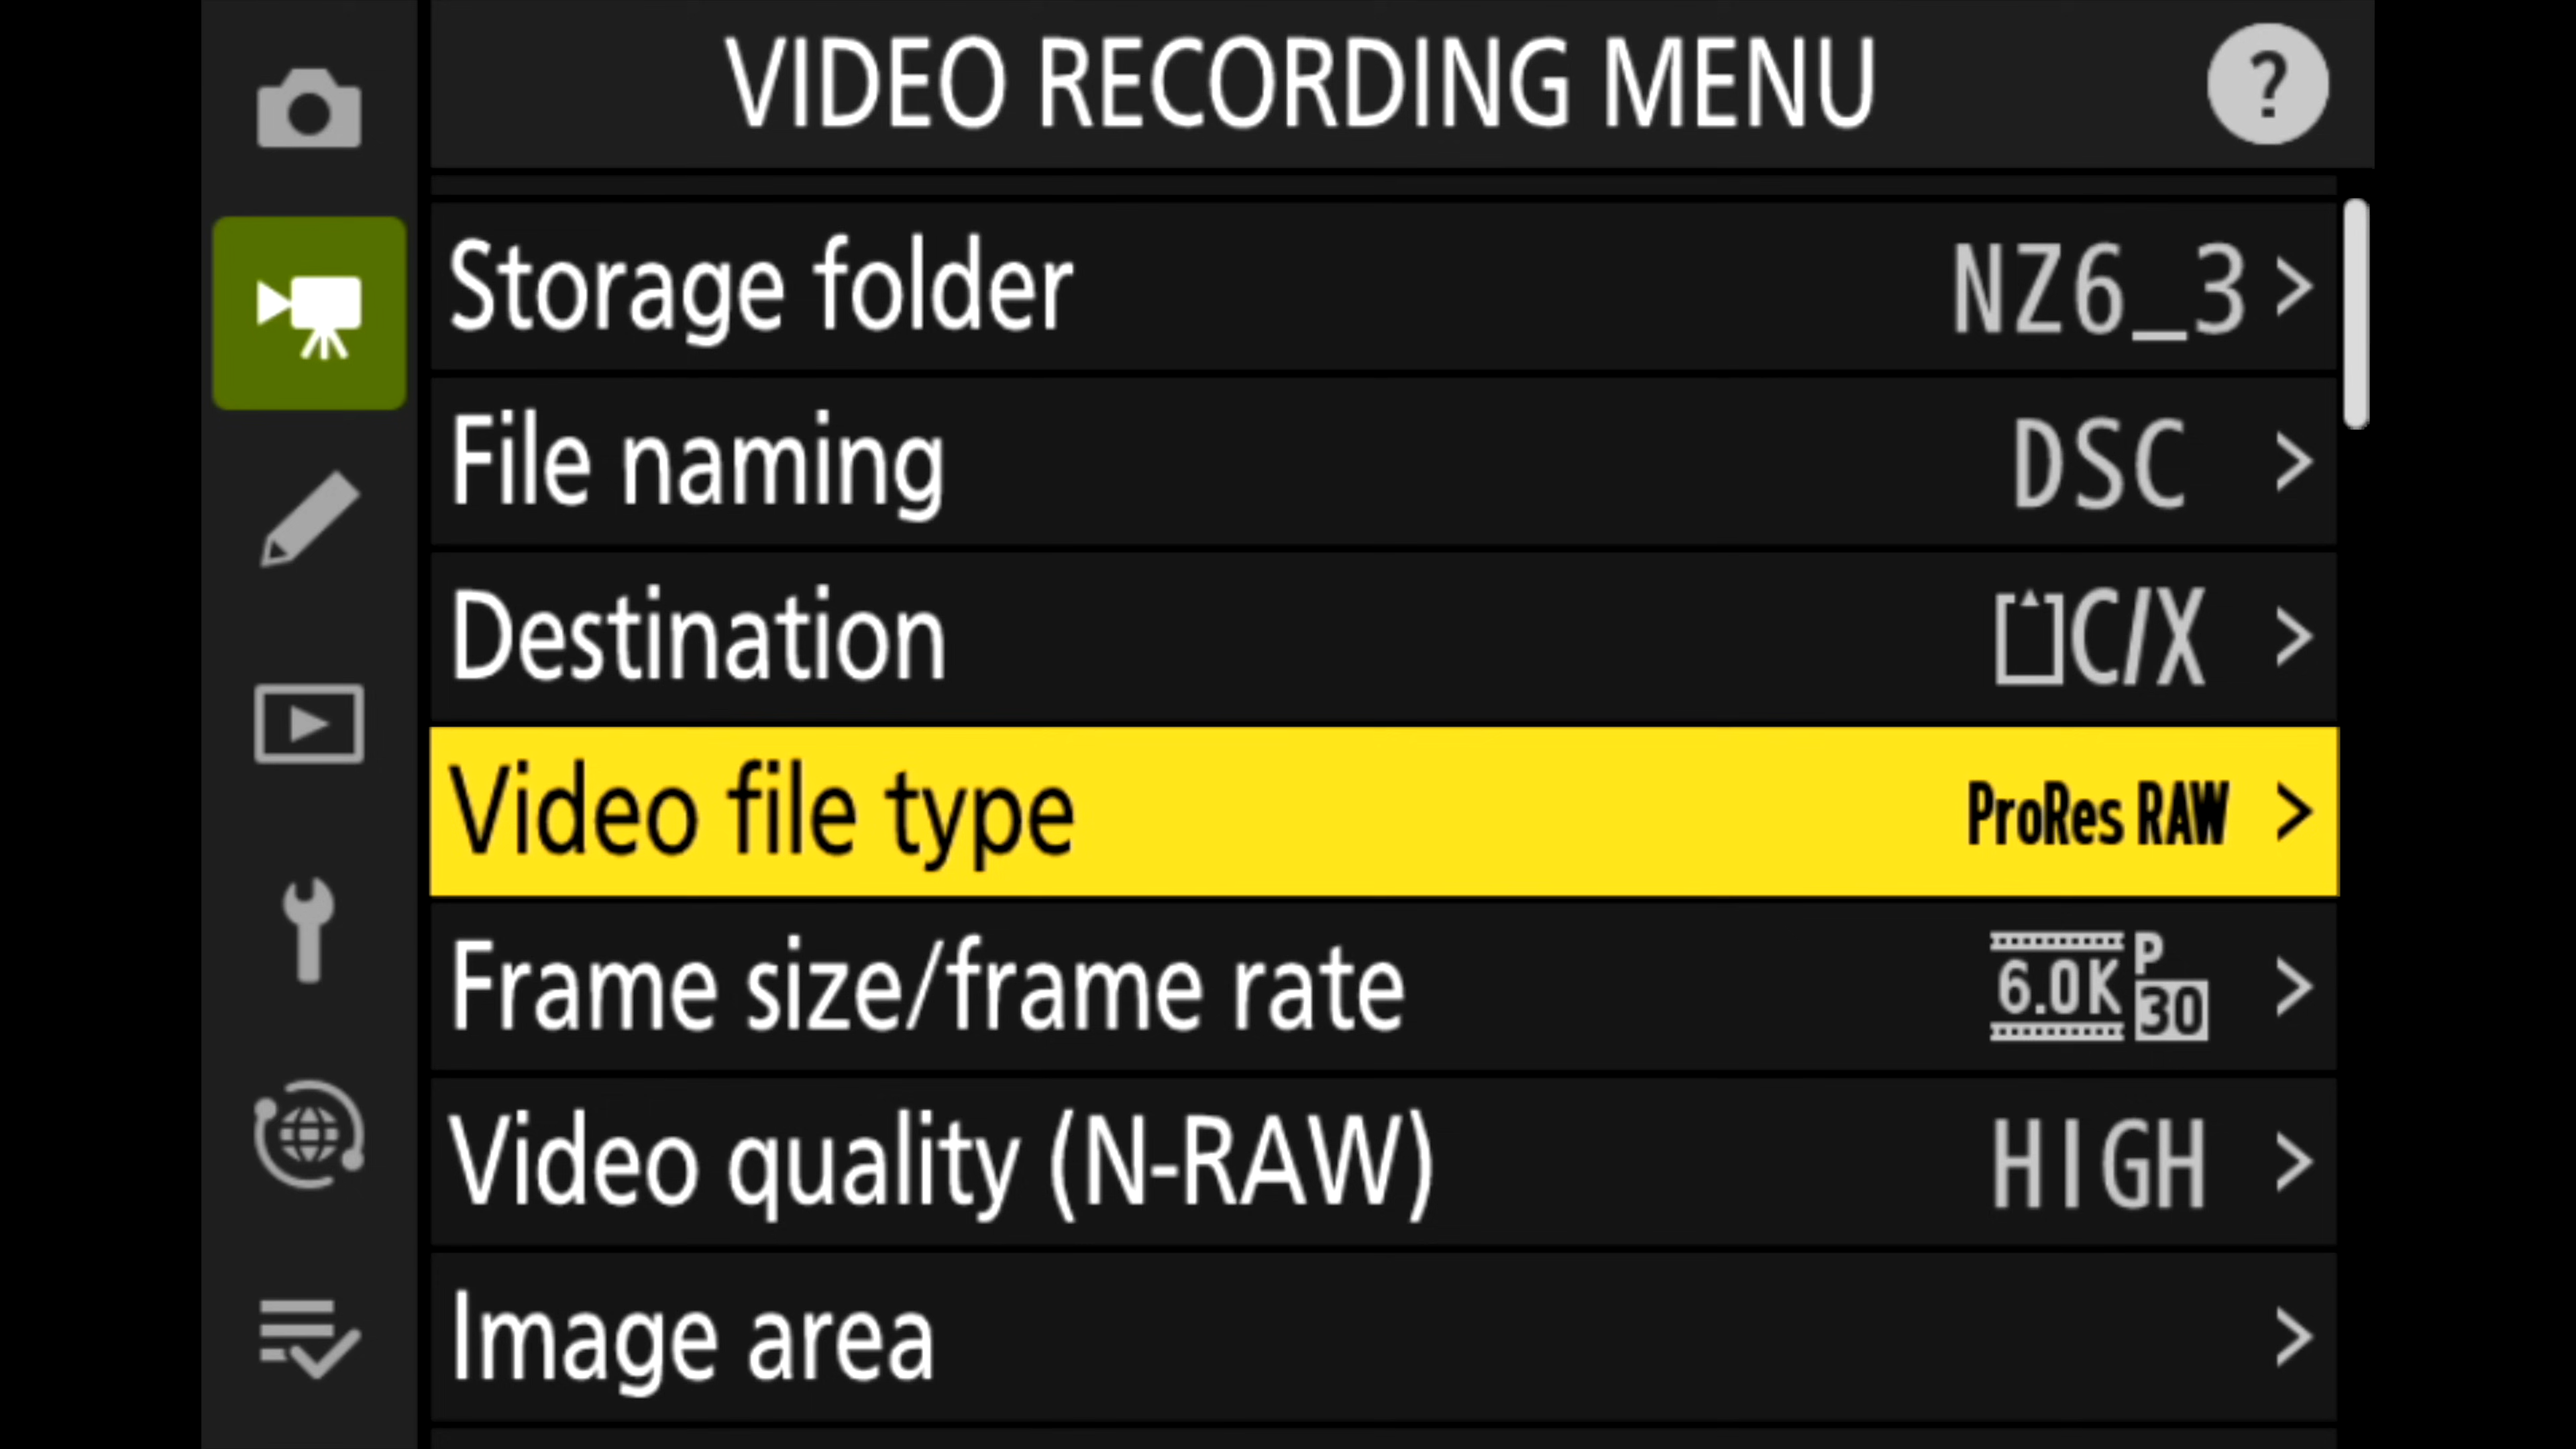 VIDEO RECORDING MENU ?
Storage folder NZ6_3 >
File naming DSC >
Destination C/X >
Video file type ProRes RAW >
Frame size/frame rate 6.0K P 30 >
Video quality (N-RAW) HIGH >
Image area >